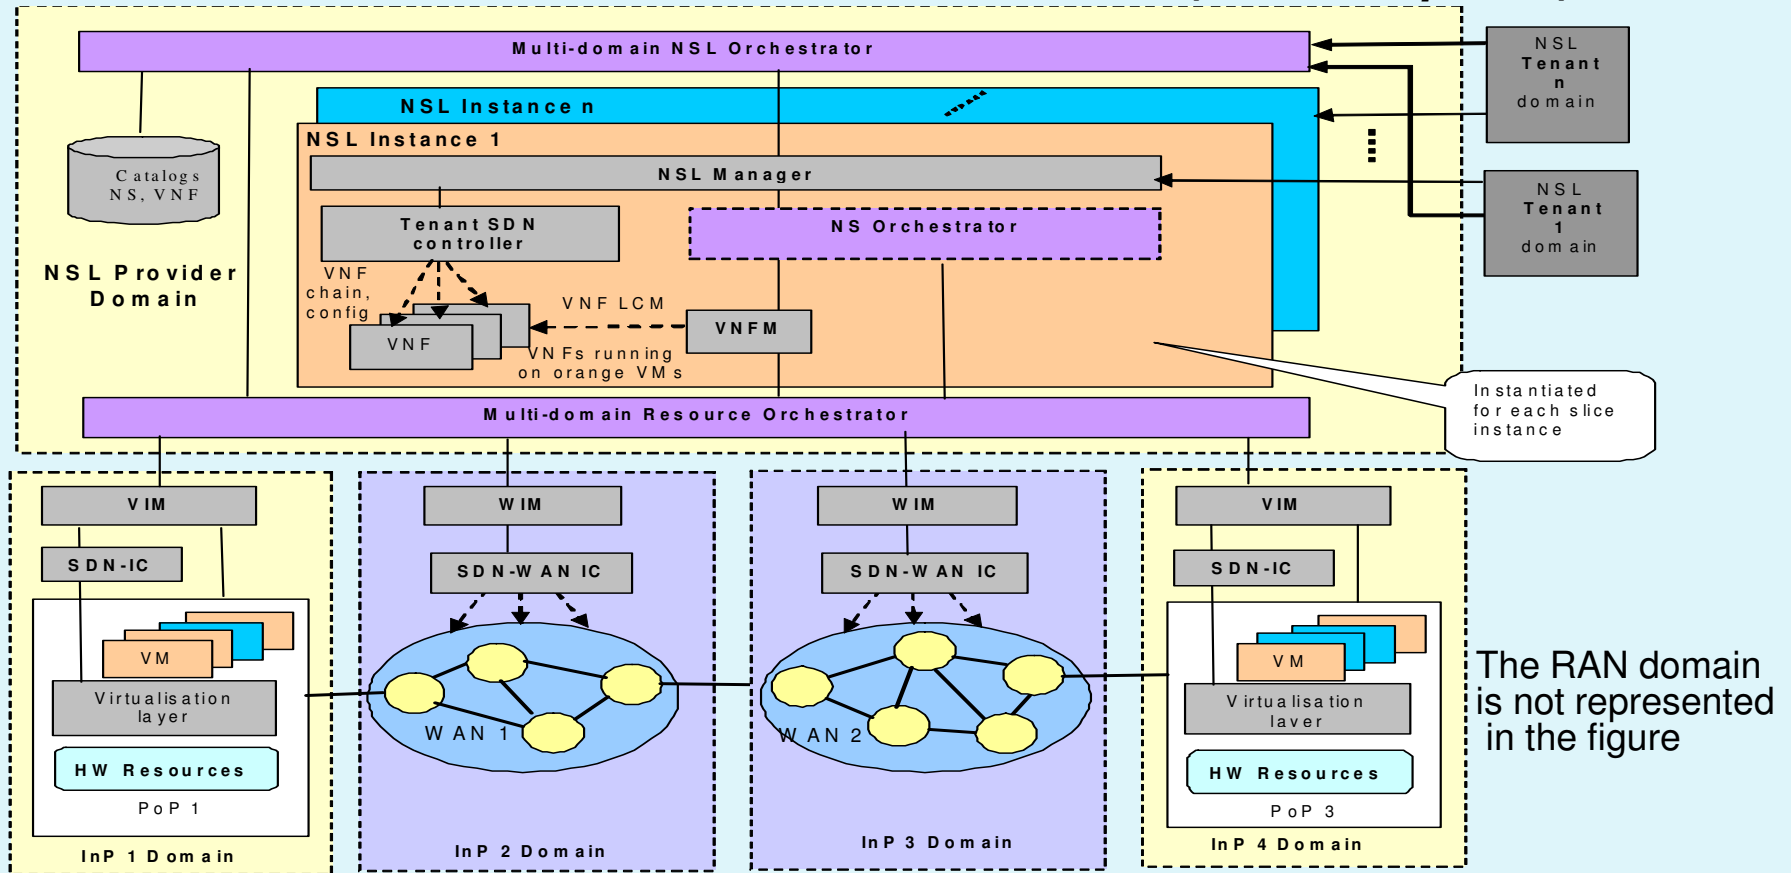 Multi-domain NSL Orchestrator
NSL
Tenant
n
domain
NSL Instance n
NSL Instance 1
NSL Manager
Catalogs
NS, VNF
NSL
Tenant
1
domain
Tenant SDN
controller
NS Orchestrator
NSL Provider
Domain
VNF
chain,
config
VNF LCM
VNFM
VNF
VNFs running
on orange VMs
Instantiated
for each slice
instance
Multi-domain Resource Orchestrator
VIM
SDN-IC
VM
Virtualisation
layer
HW Resources
PoP 1
InP 1 Domain
WIM
SDN-WAN IC
WAN 1
InP 2 Domain
WIM
SDN-WAN IC
WAN 2
InP 3 Domain
VIM
SDN-IC
VM
Virtualisation
laver
HW Resources
PoP 3
InP 4 Domain
The RAN domain
is not represented
in the figure